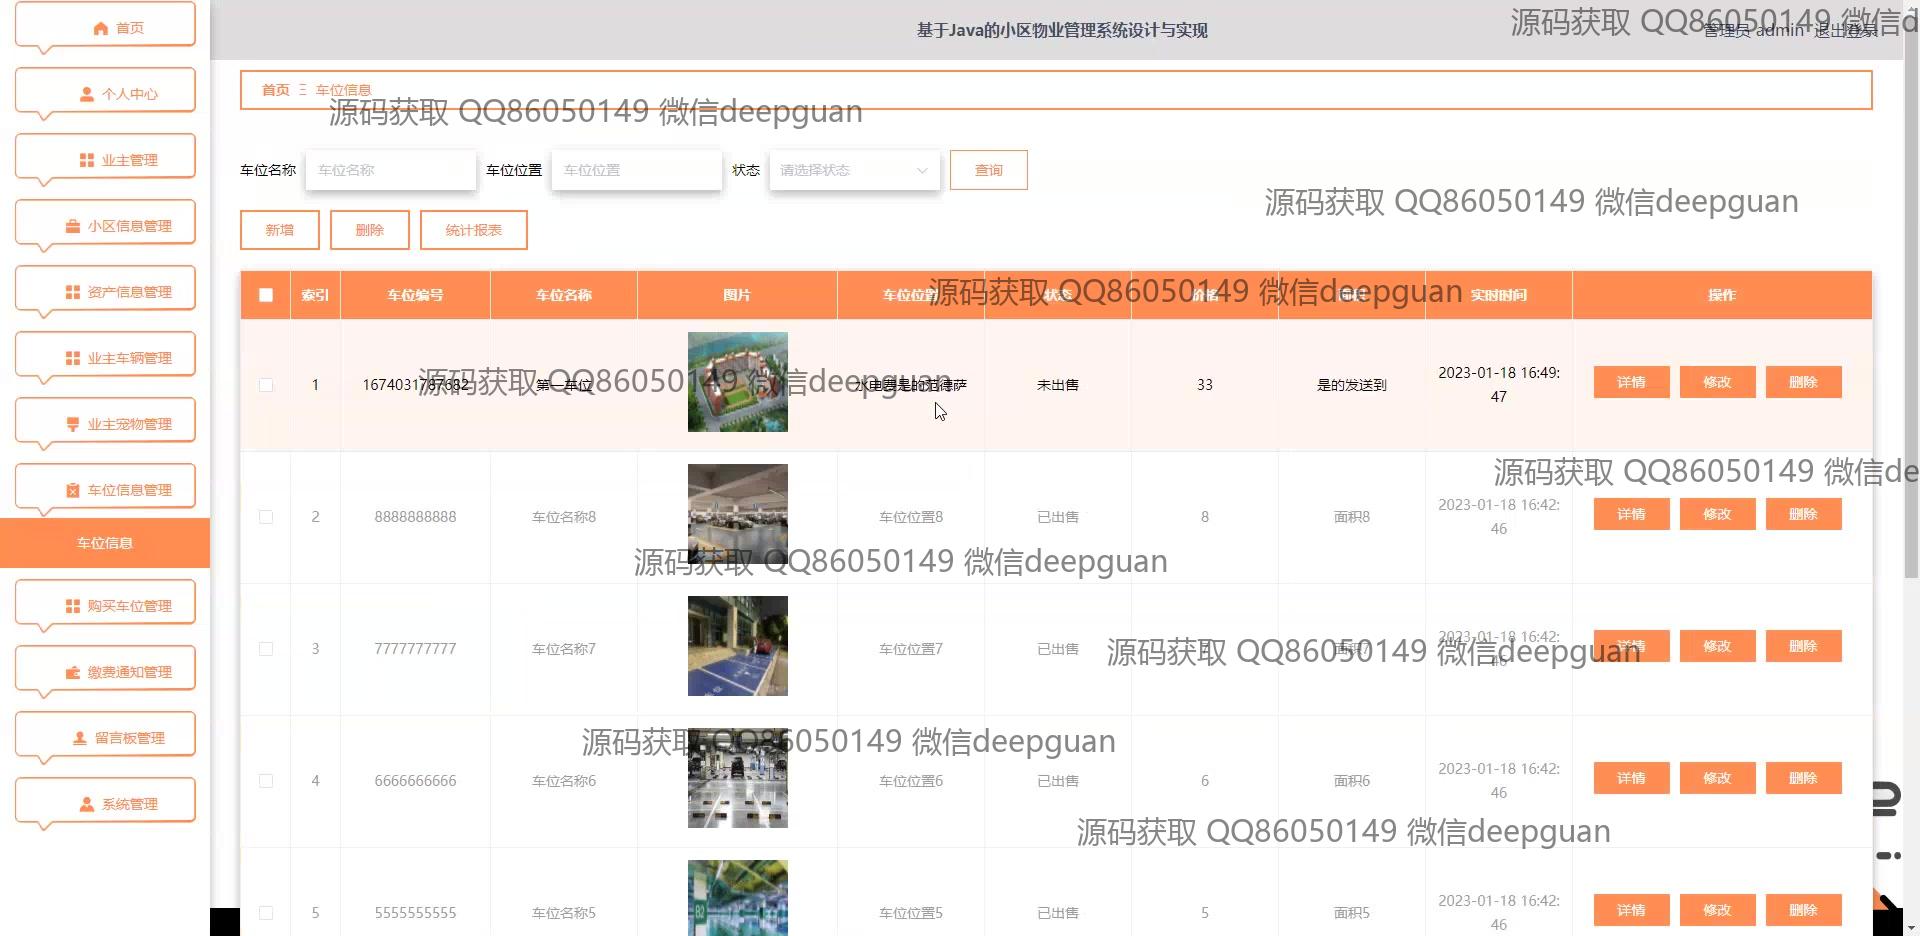 基于Java的小区物业管理系统设计与实现
管理员 admin 退出登录
源码获取 QQ86050149 微信d
首页
个人中心
业主管理
小区信息管理
资产信息管理
业主车辆管理
业主宠物管理
车位信息管理
车位信息
购买车位管理
缴费通知管理
留言板管理
系统管理
首页 车位信息
源码获取 QQ86050149 微信deepguan
车位名称 车位名称 车位位置 车位位置 状态 请选择状态 查询
源码获取 QQ86050149 微信deepguan
新增 删除 统计报表
索引 车位编号 车位名称 图片 车位位置 状态 价格 面积 实时时间 操作
源码获取 QQ86050149 微信deepguan
1 1674031787682 第一车位 未出售 33 是的发送到 2023-01-18 16:49:
47
详情 修改 删除
源码获取 QQ86050149 微信deepguan
源码获取 QQ86050149 微信de
2 8888888888 车位名称8 车位位置8 已出售 8 面积8 2023-01-18 16:42:
46
详情 修改 删除
源码获取 QQ86050149 微信deepguan
3 7777777777 车位名称7 车位位置7 已出售 面积7 2023-01-18 16:42:
46
详情 修改 删除
源码获取 QQ86050149 微信deepguan
源码获取 QQ86050149 微信deepguan
4 6666666666 车位名称6 车位位置6 已出售 6 面积6 2023-01-18 16:42:
46
详情 修改 删除
源码获取 QQ86050149 微信deepguan
5 5555555555 车位名称5 车位位置5 已出售 5 面积5 2023-01-18 16:42:
46
详情 修改 删除